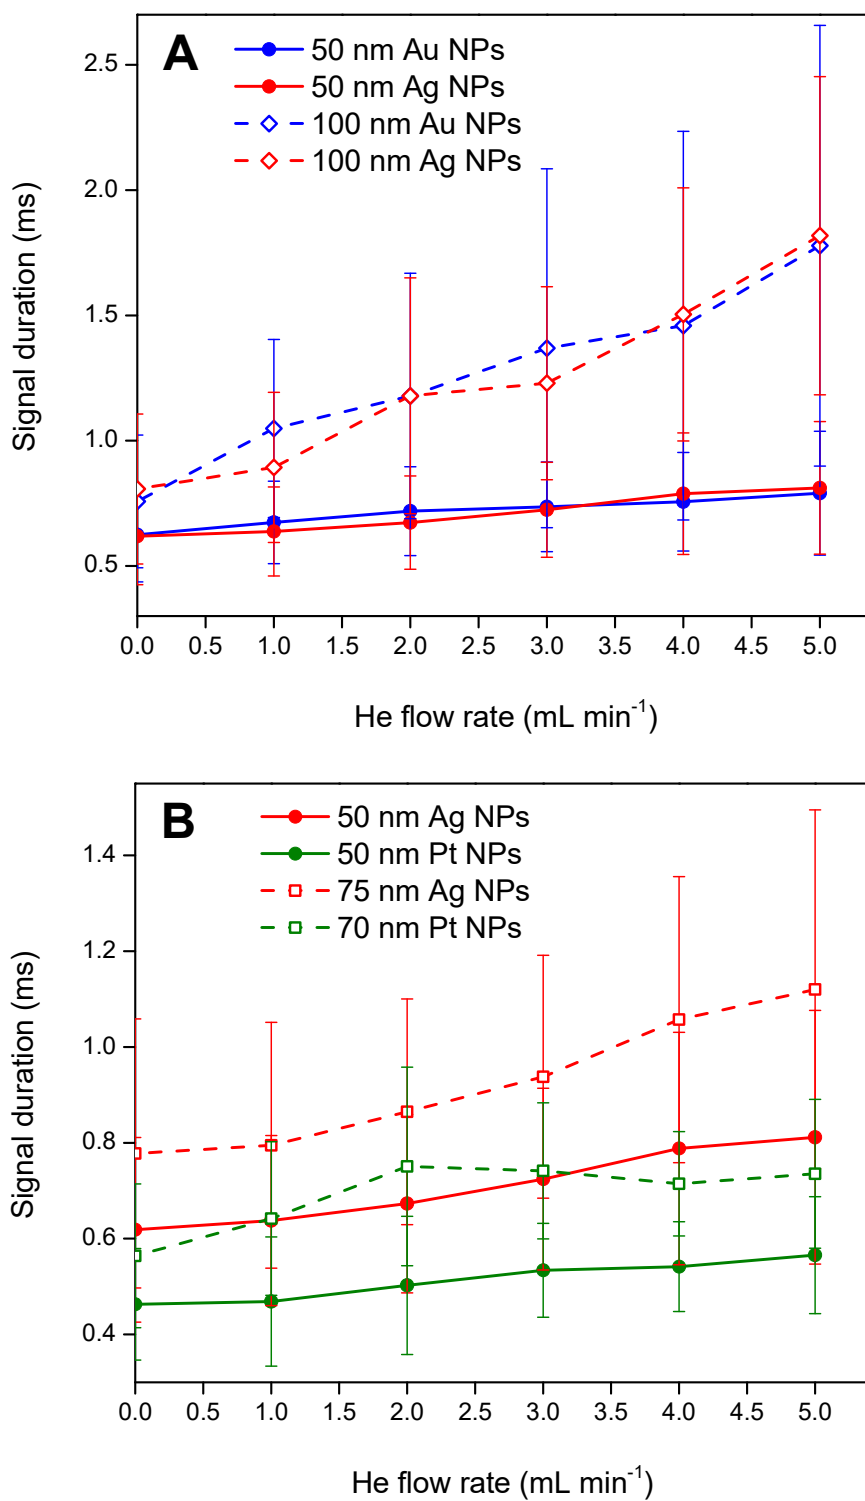 A
50 nm Au NPs
50 nm Ag NPs
100 nm Au NPs
100 nm Ag NPs
Signal duration (ms)
2.5
2.0
1.5
1.0
0.5
0.0 0.5 1.0 1.5 2.0 2.5 3.0 3.5 4.0 4.5 5.0
He flow rate (mL min⁻¹)
B
50 nm Ag NPs
50 nm Pt NPs
75 nm Ag NPs
70 nm Pt NPs
Signal duration (ms)
1.4
1.2
1.0
0.8
0.6
0.4
0.0 0.5 1.0 1.5 2.0 2.5 3.0 3.5 4.0 4.5 5.0
He flow rate (mL min⁻¹)